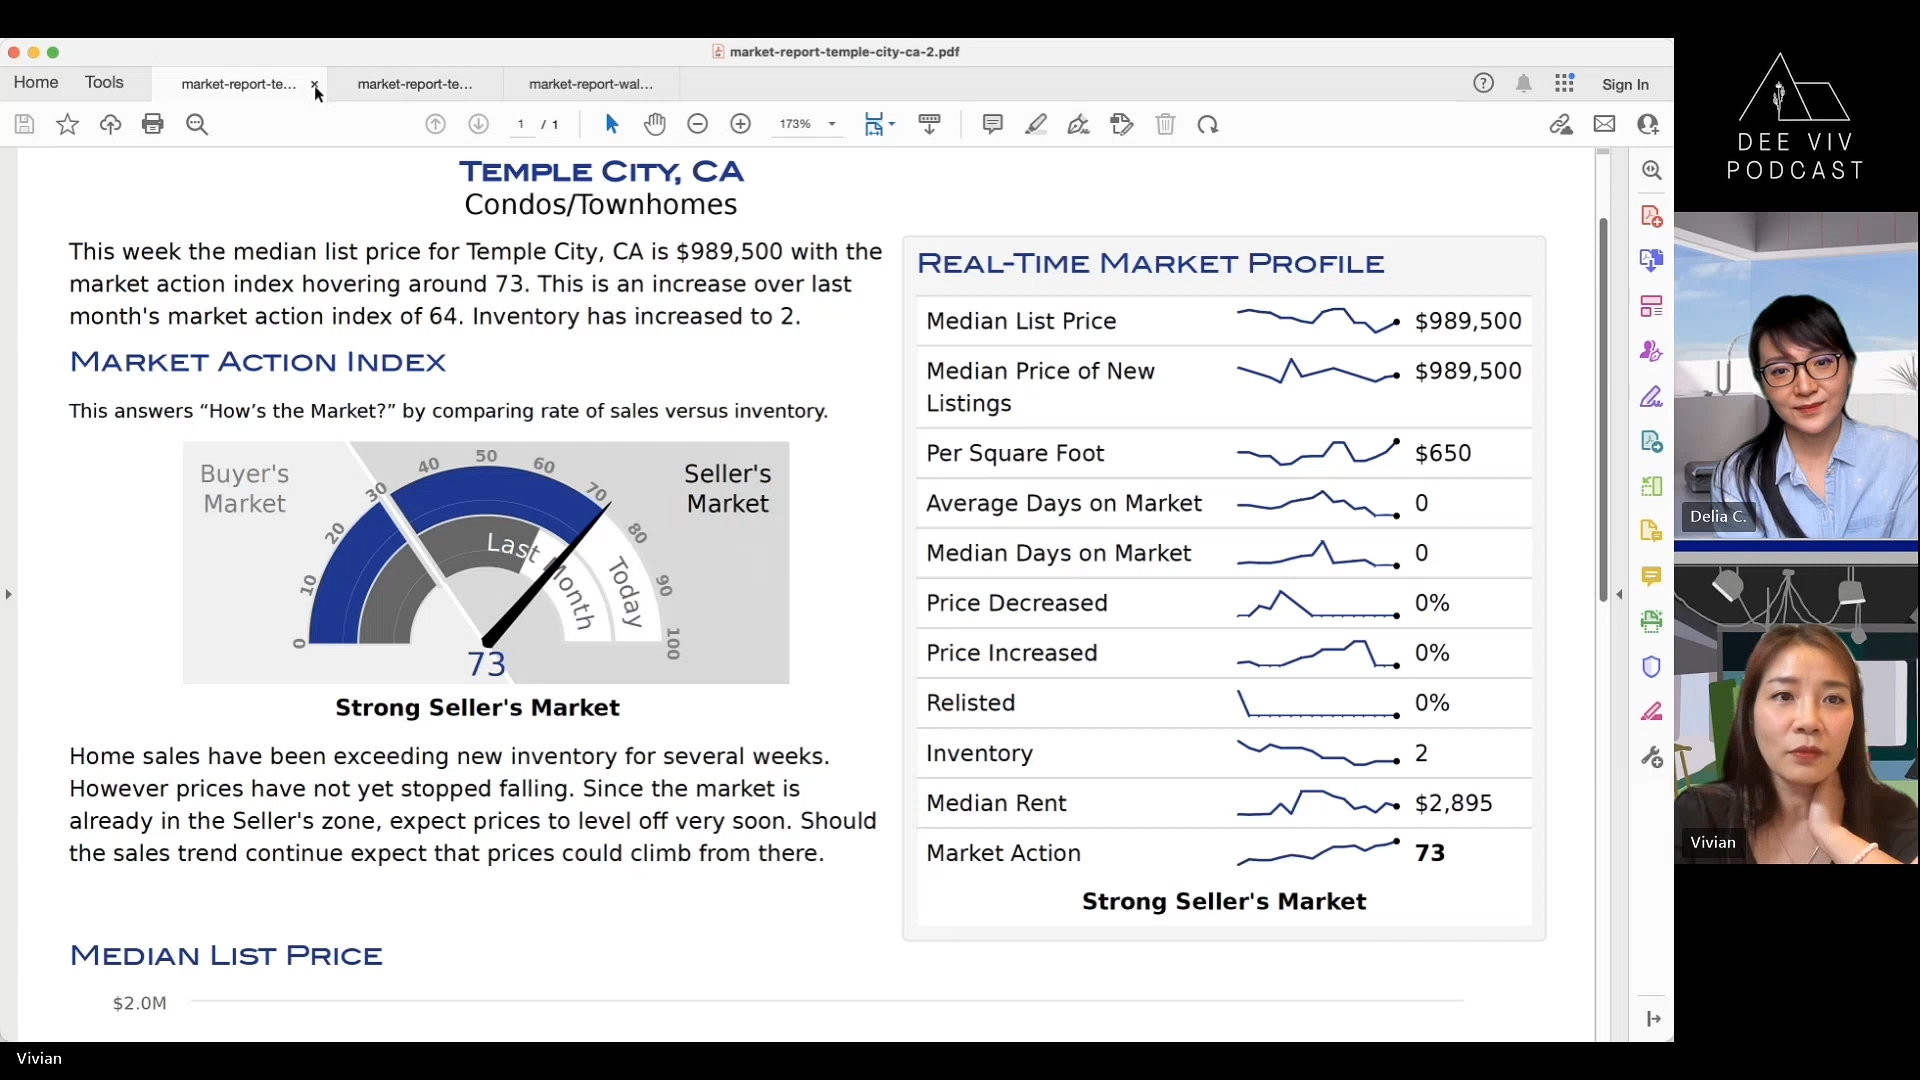 market-report-temple-city-ca-2.pdf
Home
Tools
market-report-te...
market-report-te...
market-report-wal...
Sign In
1 / 1
173%
TEMPLE CITY, CA
Condos/Townhomes
This week the median list price for Temple City, CA is $989,500 with the
market action index hovering around 73. This is an increase over last
month's market action index of 64. Inventory has increased to 2.
MARKET ACTION INDEX
This answers “How’s the Market?” by comparing rate of sales versus inventory.
Buyer's
Market
Seller's
Market
0
10
20
30
40
50
60
70
80
90
100
Last Month
Today
73
Strong Seller's Market
Home sales have been exceeding new inventory for several weeks.
However prices have not yet stopped falling. Since the market is
already in the Seller's zone, expect prices to level off very soon. Should
the sales trend continue expect that prices could climb from there.
MEDIAN LIST PRICE
$2.0M
REAL-TIME MARKET PROFILE
Median List Price $989,500
Median Price of New $989,500
Listings
Per Square Foot $650
Average Days on Market 0
Median Days on Market 0
Price Decreased 0%
Price Increased 0%
Relisted 0%
Inventory 2
Median Rent $2,895
Market Action 73
Strong Seller's Market
DEE VIV
PODCAST
Delia C.
Vivian
Vivian